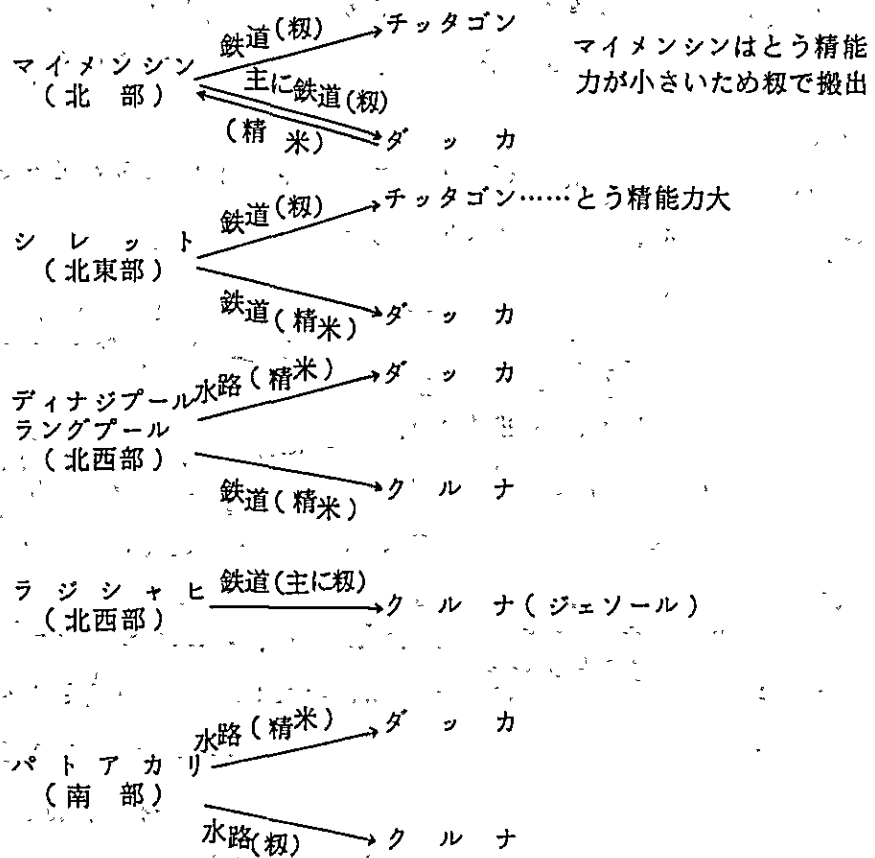 鉄道(籾)
チッタゴン
マイメンシン
(北部)
主に鉄道(籾)
(精米)
ダッカ
マイメンシンはとう精能
力が小さいため籾で搬出
シレット
(北東部)
鉄道(籾)
チッタゴン……とう精能力大
鉄道(精米)
ダッカ
ディナジプール
ラングプール
(北西部)
水路(精米)
ダッカ
鉄道(精米)
クルナ
ラジシャヒ
(北西部)
鉄道(主に籾)
クルナ(ジェソール)
パトアカリ
(南部)
水路(精米)
ダッカ
水路(籾)
クルナ